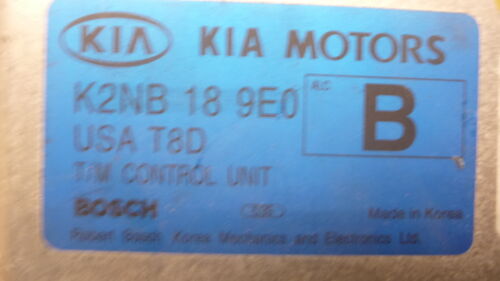 KIA KIA MOTORS
K2NB 18 9E0
A.C
B
USA T8D
T/M CONTROL UNIT
BOSCH
Made in Korea
Robert Bosch Korea Mechanics and Electronics Ltd.